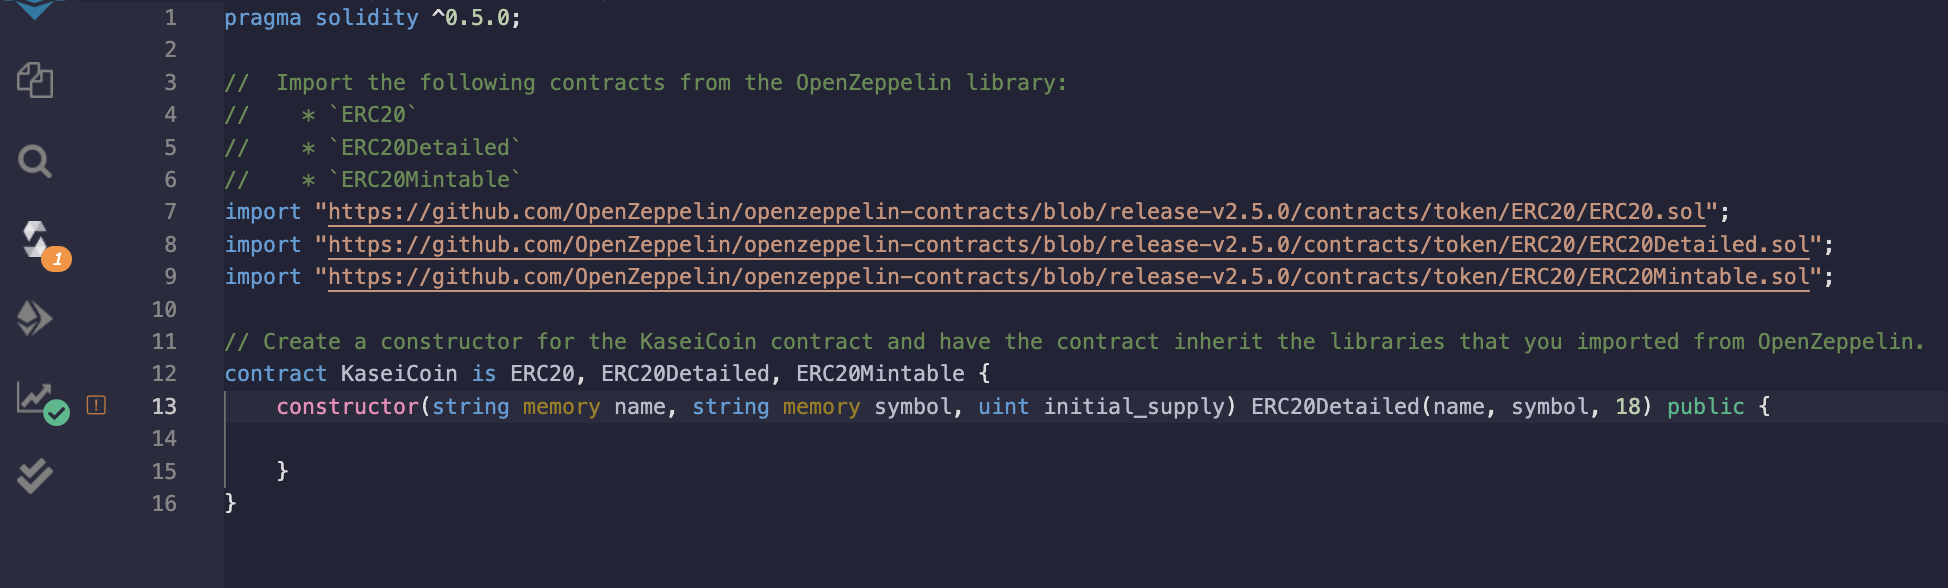 1 pragma solidity ^0.5.0;
2
3 //  Import the following contracts from the OpenZeppelin library:
4 //    * `ERC20`
5 //    * `ERC20Detailed`
6 //    * `ERC20Mintable`
7 import "https://github.com/OpenZeppelin/openzeppelin-contracts/blob/release-v2.5.0/contracts/token/ERC20/ERC20.sol";
8 import "https://github.com/OpenZeppelin/openzeppelin-contracts/blob/release-v2.5.0/contracts/token/ERC20/ERC20Detailed.sol";
1
9 import "https://github.com/OpenZeppelin/openzeppelin-contracts/blob/release-v2.5.0/contracts/token/ERC20/ERC20Mintable.sol";
10
11 // Create a constructor for the KaseiCoin contract and have the contract inherit the libraries that you imported from OpenZeppelin.
12 contract KaseiCoin is ERC20, ERC20Detailed, ERC20Mintable {
! 13     constructor(string memory name, string memory symbol, uint initial_supply) ERC20Detailed(name, symbol, 18) public {
14
15     }
16 }